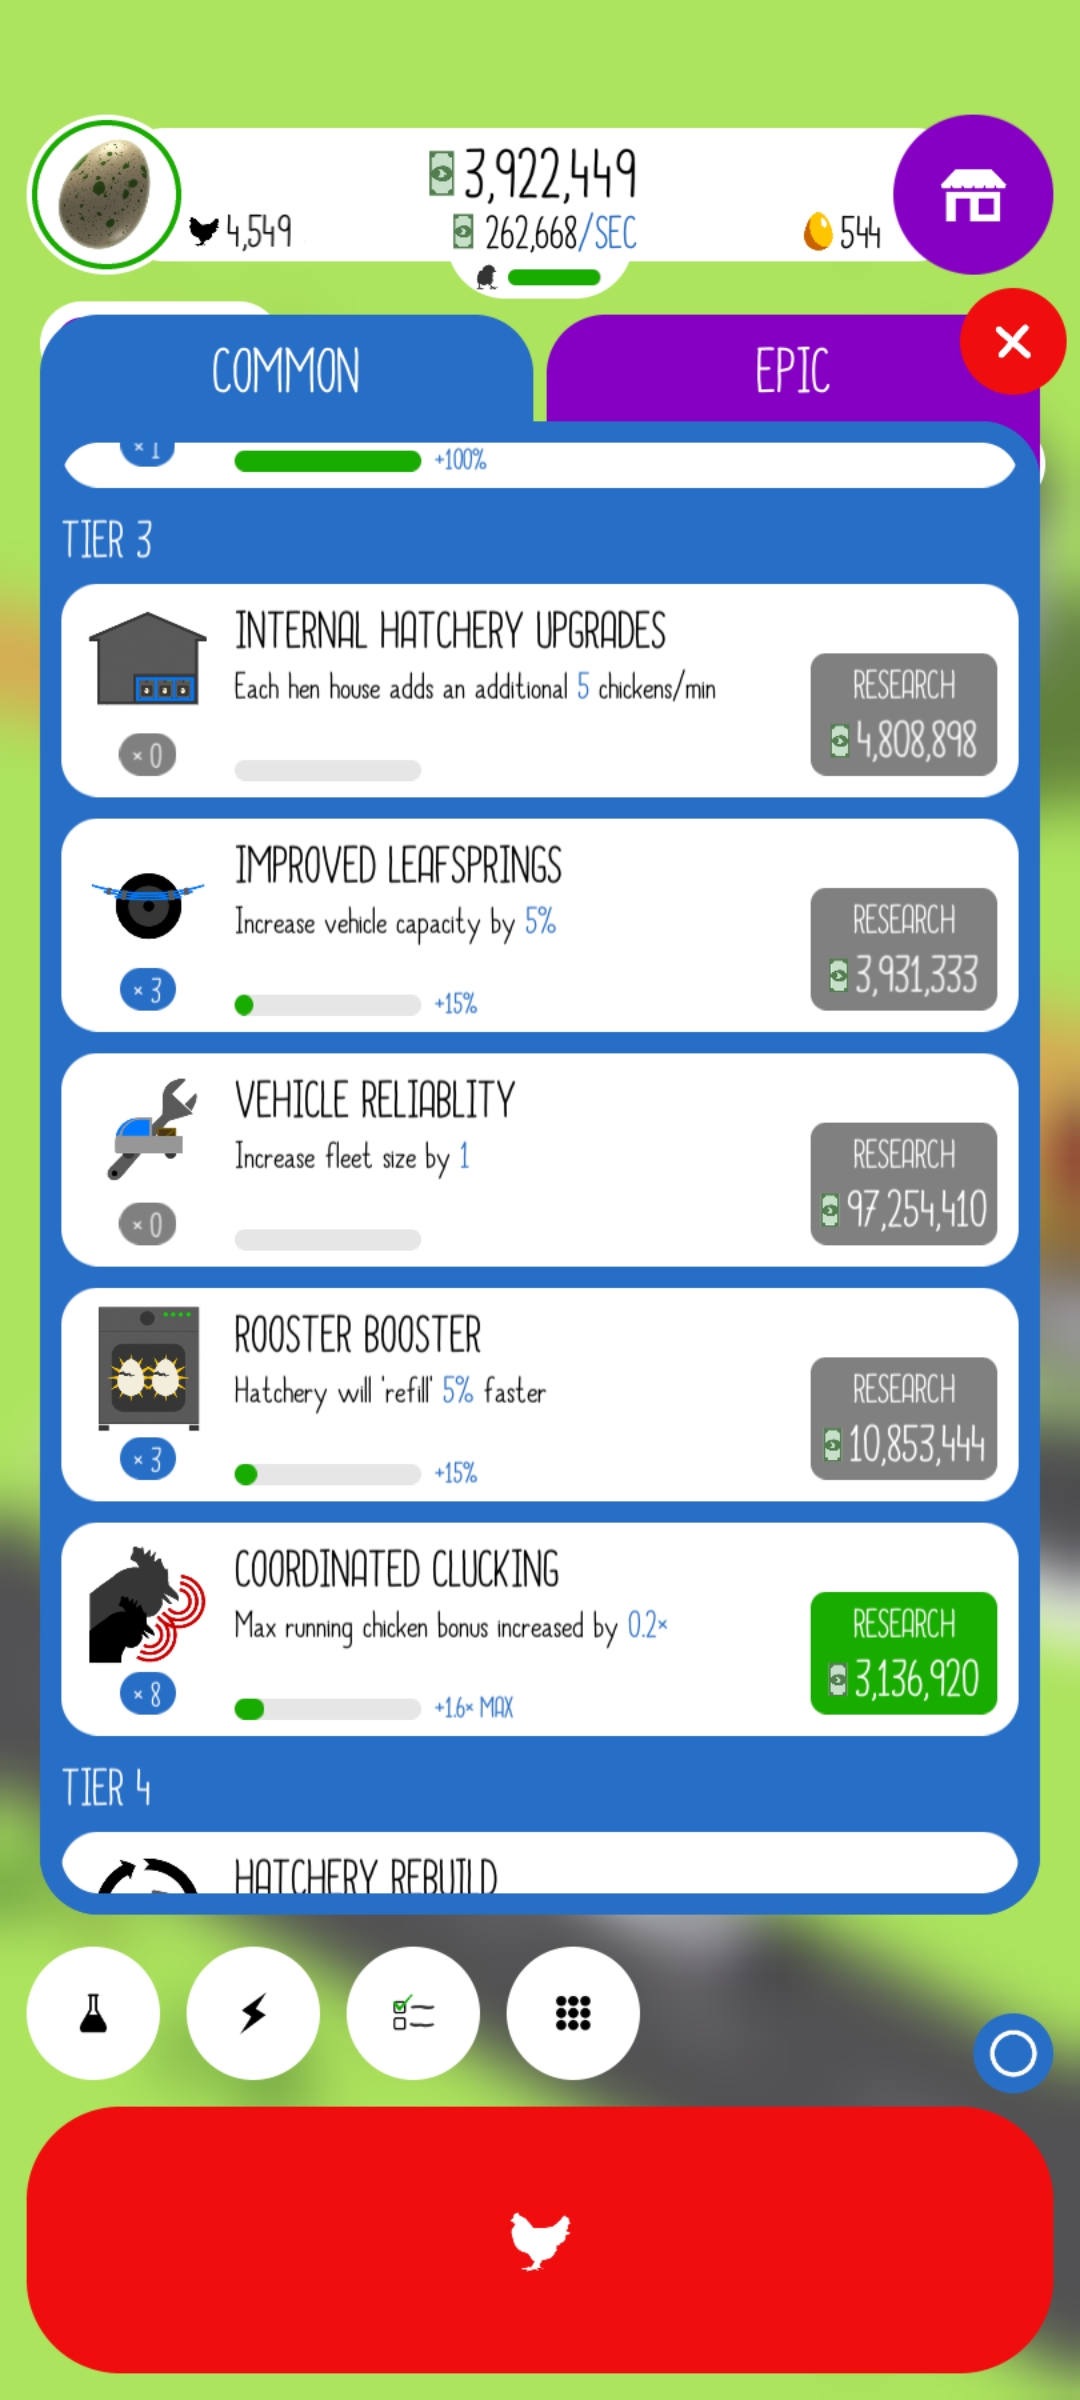 3,922,449
4,549
262,668/SEC
544
COMMON
EPIC
× 1
+100%
TIER 3
INTERNAL HATCHERY UPGRADES
Each hen house adds an additional 5 chickens/min
RESEARCH
4,808,898
× 0
IMPROVED LEAFSPRINGS
Increase vehicle capacity by 5%
RESEARCH
3,931,333
× 3
+15%
VEHICLE RELIABLITY
Increase fleet size by 1
RESEARCH
97,254,410
× 0
ROOSTER BOOSTER
Hatchery will 'refill' 5% faster
RESEARCH
10,853,444
× 3
+15%
COORDINATED CLUCKING
Max running chicken bonus increased by 0.2×
RESEARCH
3,136,920
× 8
+1.6× MAX
TIER 4
HATCHERY REBUILD